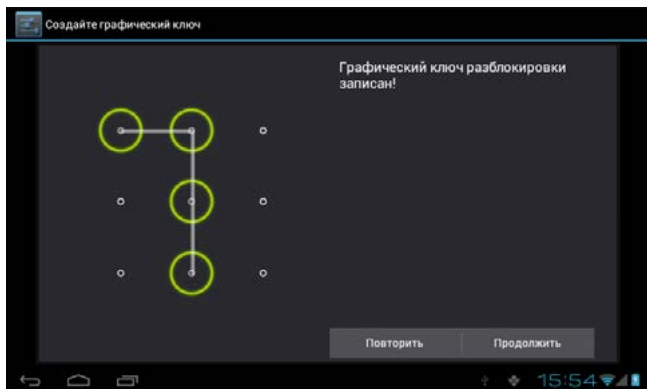 Создайте графический ключ
Графический ключ разблокировки
записан!
Повторить
Продолжить
15:54